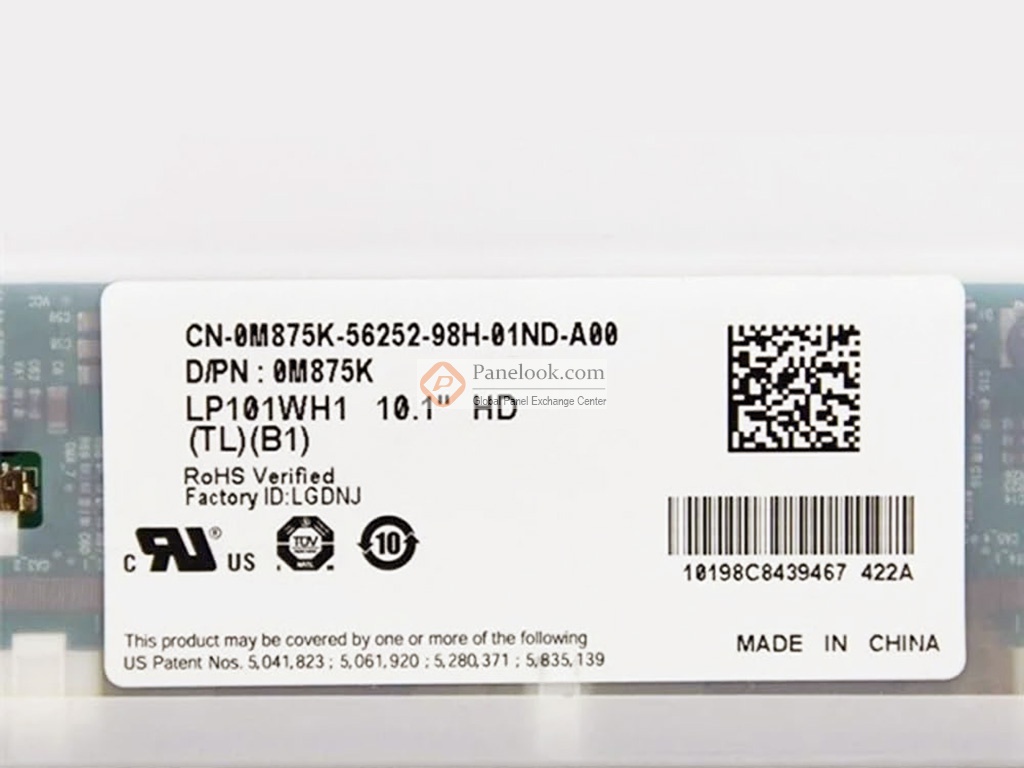 CN-0M875K-56252-98H-01ND-A00
D/PN : 0M875K
Panelook.com
Global Panel Exchange Center
LP101WH1 10.1" HD
(TL)(B1)
RoHS Verified
Factory ID:LGDNJ
C ® US
TÜV
10
10198C8439467 422A
This product may be covered by one or more of the following
US Patent Nos. 5,041,823 ; 5,061,920 ; 5,280,371 ; 5,835,139
MADE IN CHINA